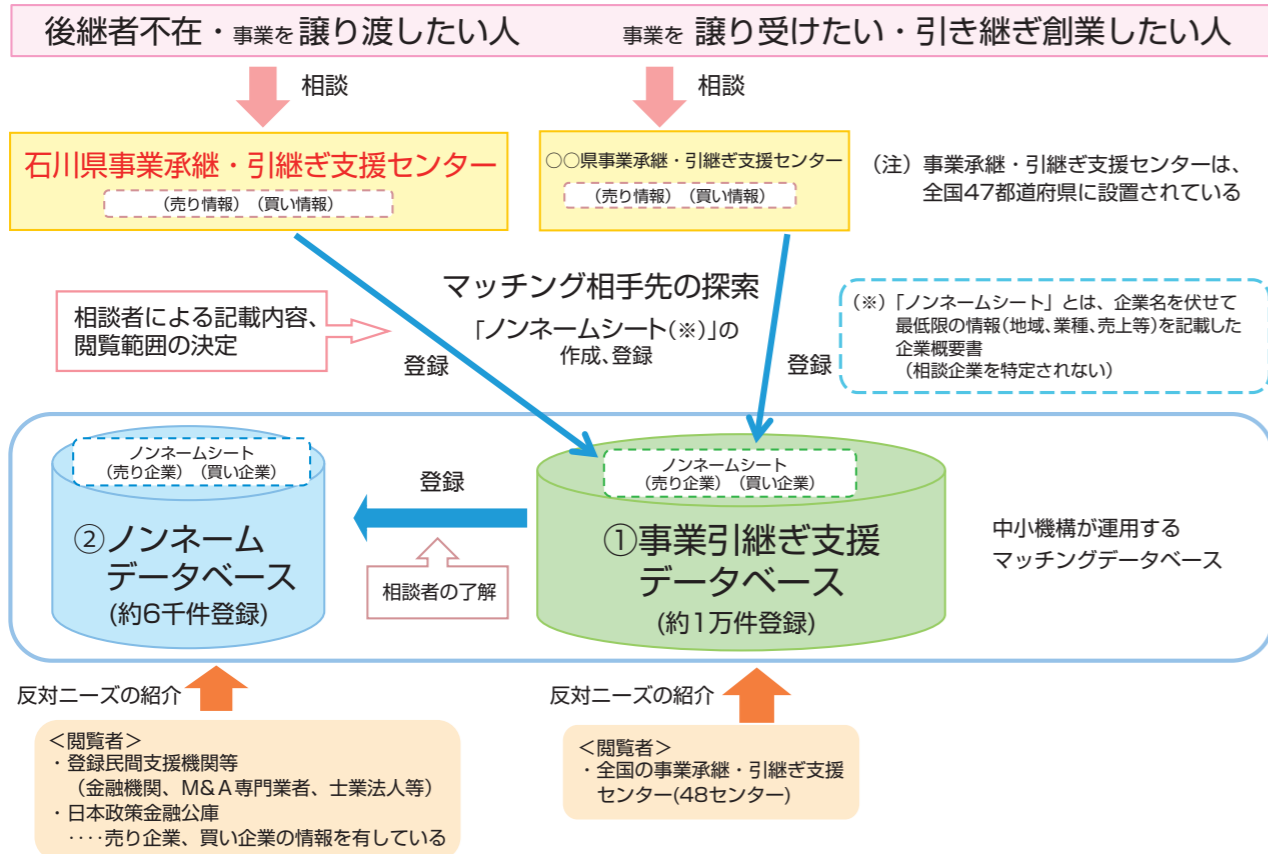 後継者不在・事業を譲り渡したい人
事業を 譲り受けたい・引き継ぎ創業したい人
相談
相談
石川県事業承継・引継ぎ支援センター
（売り情報）（買い情報）
○○県事業承継・引継ぎ支援センター
（売り情報）（買い情報）
（注）事業承継・引継ぎ支援センターは、
全国47都道府県に設置されている
マッチング相手先の探索
「ノンネームシート(※)」の
作成、登録
相談者による記載内容、
閲覧範囲の決定
登録
登録
（※）「ノンネームシート」とは、企業名を伏せて
最低限の情報（地域、業種、売上等）を記載した
企業概要書
（相談企業を特定されない）
ノンネームシート
（売り企業）（買い企業）
②ノンネーム
データベース
(約6千件登録)
登録
相談者の了解
ノンネームシート
（売り企業）（買い企業）
①事業引継ぎ支援
データベース
(約1万件登録)
中小機構が運用する
マッチングデータベース
反対ニーズの紹介
＜閲覧者＞
・登録民間支援機関等
（金融機関、M&A専門業者、士業法人等）
・日本政策金融公庫
‥‥売り企業、買い企業の情報を有している
反対ニーズの紹介
＜閲覧者＞
・全国の事業承継・引継ぎ支援
センター(48センター)